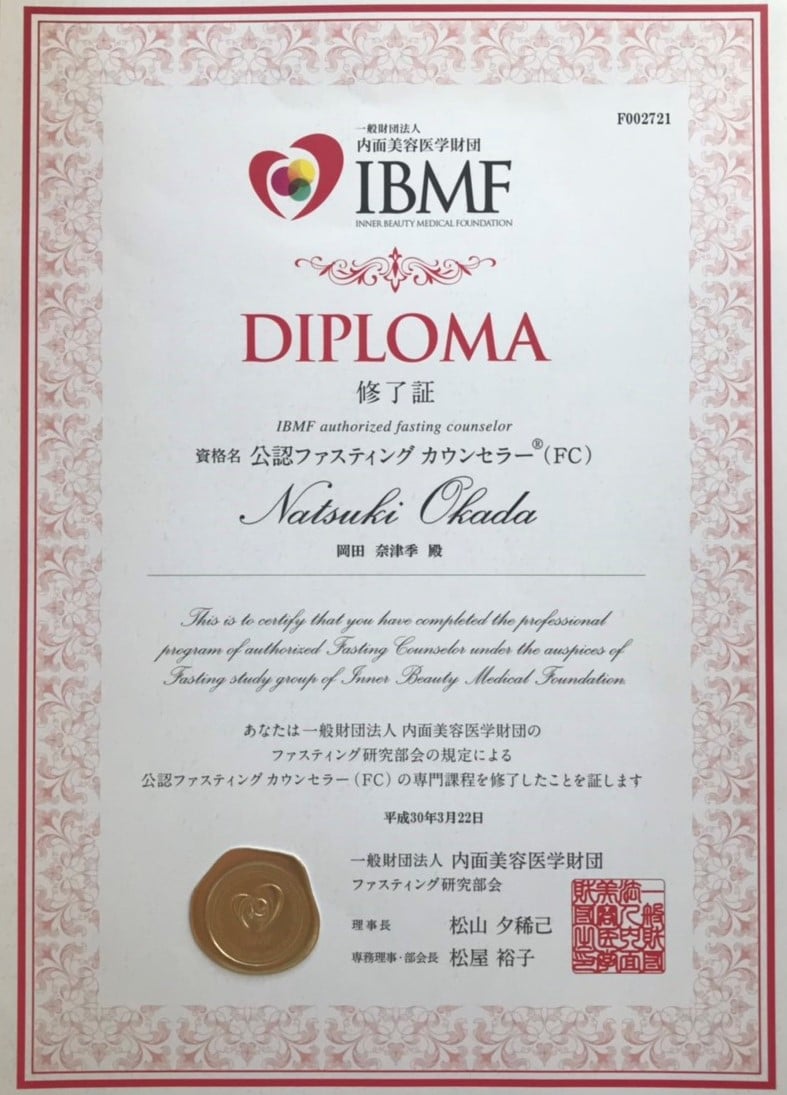 F002721
一般財団法人
内面美容医学財団
IBMF
INNER BEAUTY MEDICAL FOUNDATION
DIPLOMA
修了証
IBMF authorized fasting counselor
資格名 公認ファスティング カウンセラー®(FC)
Natsuki Okada
岡田 奈津季 殿
This is to certify that you have completed the professional
program of authorized Fasting Counselor under the auspices of
Fasting study group of Inner Beauty Medical Foundation.
あなたは一般財団法人 内面美容医学財団の
ファスティング研究部会の規定による
公認ファスティング カウンセラー(FC)の専門課程を修了したことを証します
平成30年3月22日
一般財団法人 内面美容医学財団
ファスティング研究部会
理事長 松山 夕稀己
専務理事・部会長 松屋 裕子